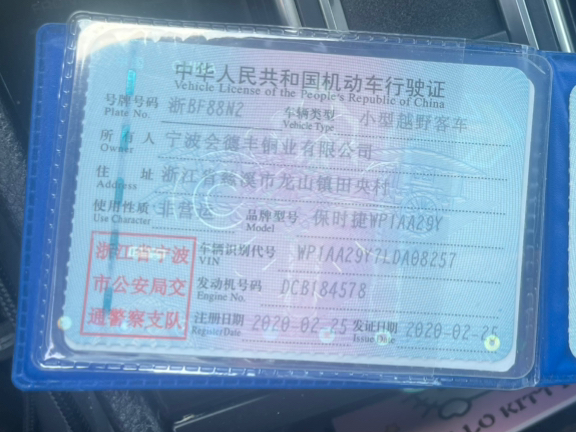 中华人民共和国机动车行驶证
Vehicle License of the People's Republic of China
号牌号码 浙BF88N2 车辆类型 小型越野客车
Plate No. Vehicle Type
所有人 宁波会德丰铜业有限公司
Owner
住址 浙江省慈溪市龙山镇田央村
Address
使用性质 非营运 品牌型号 保时捷WP1AA29Y
Use Character Model
浙江省宁波 车辆识别代号 WP1AA29Y7LDA08257
VIN
市公安局交 发动机号码 DCB184578
Engine No.
通警察支队 注册日期 2020-02-25 发证日期 2020-02-25
Register Date Issue Date
LO KITTY